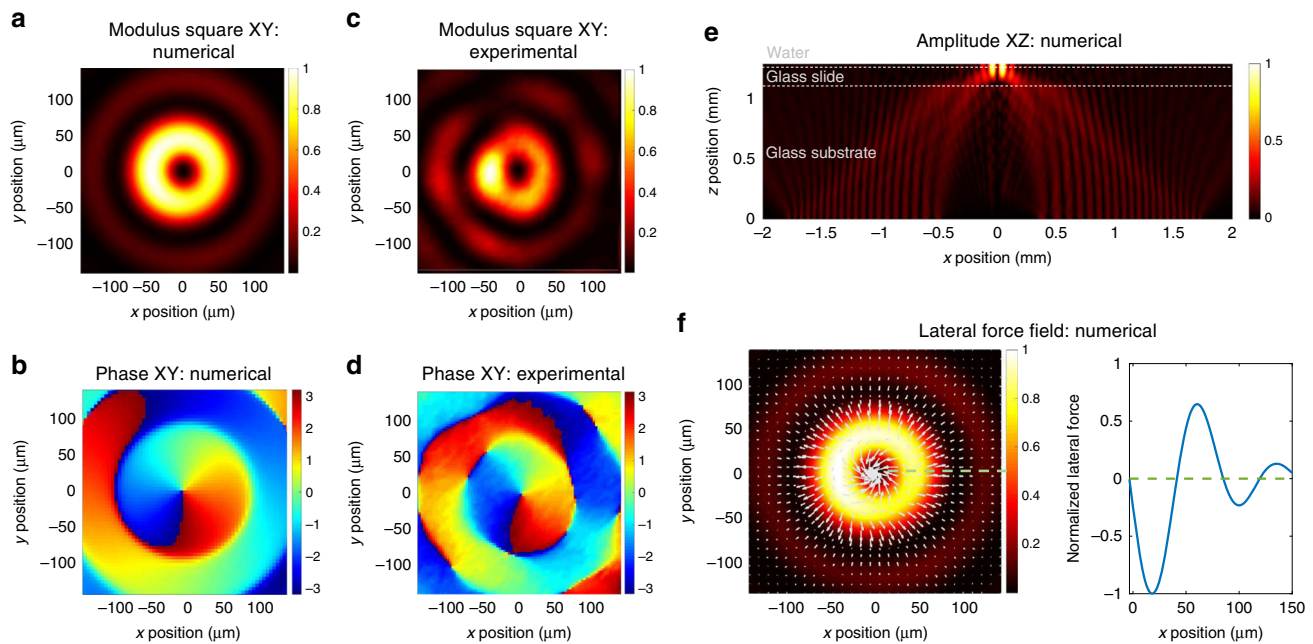 a
Modulus square XY:
numerical
1
0.8
0.6
0.4
0.2
100
50
0
−50
−100
y position (μm)
−100 −50 0 50 100
x position (μm)
c
Modulus square XY:
experimental
1
0.8
0.6
0.4
0.2
100
50
0
−50
−100
y position (μm)
−100 −50 0 50 100
x position (μm)
e
Amplitude XZ: numerical
Water
Glass slide
Glass substrate
1
0.5
0
z position (mm)
−2 −1.5 −1 −0.5 0 0.5 1 1.5 2
x position (mm)
1
0.5
0
b
Phase XY: numerical
3
2
1
0
−1
−2
−3
100
50
0
−50
−100
y position (μm)
−100 −50 0 50 100
x position (μm)
d
Phase XY: experimental
3
2
1
0
−1
−2
−3
100
50
0
−50
−100
y position (μm)
−100 −50 0 50 100
x position (μm)
f
Lateral force field: numerical
1
0.8
0.6
0.4
0.2
100
50
0
−50
−100
y position (μm)
−100 −50 0 50 100
x position (μm)
1
0.5
0
−0.5
−1
Normalized lateral force
0 50 100 150
x position (μm)